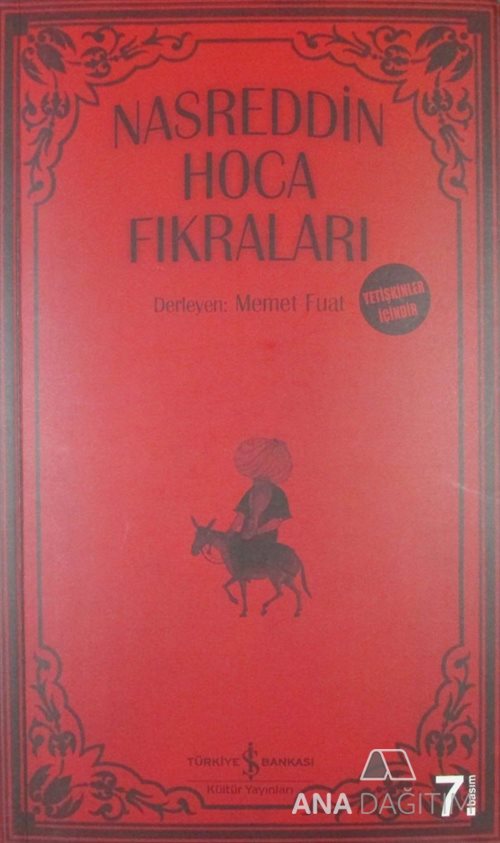 NASREDDİN
HOCA
FIKRALARI
Derleyen: Memet Fuat
YETİŞKİNLER
İÇİNDİR
TÜRKİYE İŞ BANKASI
Kültür Yayınları
7.
basım
ANA DAĞITIM